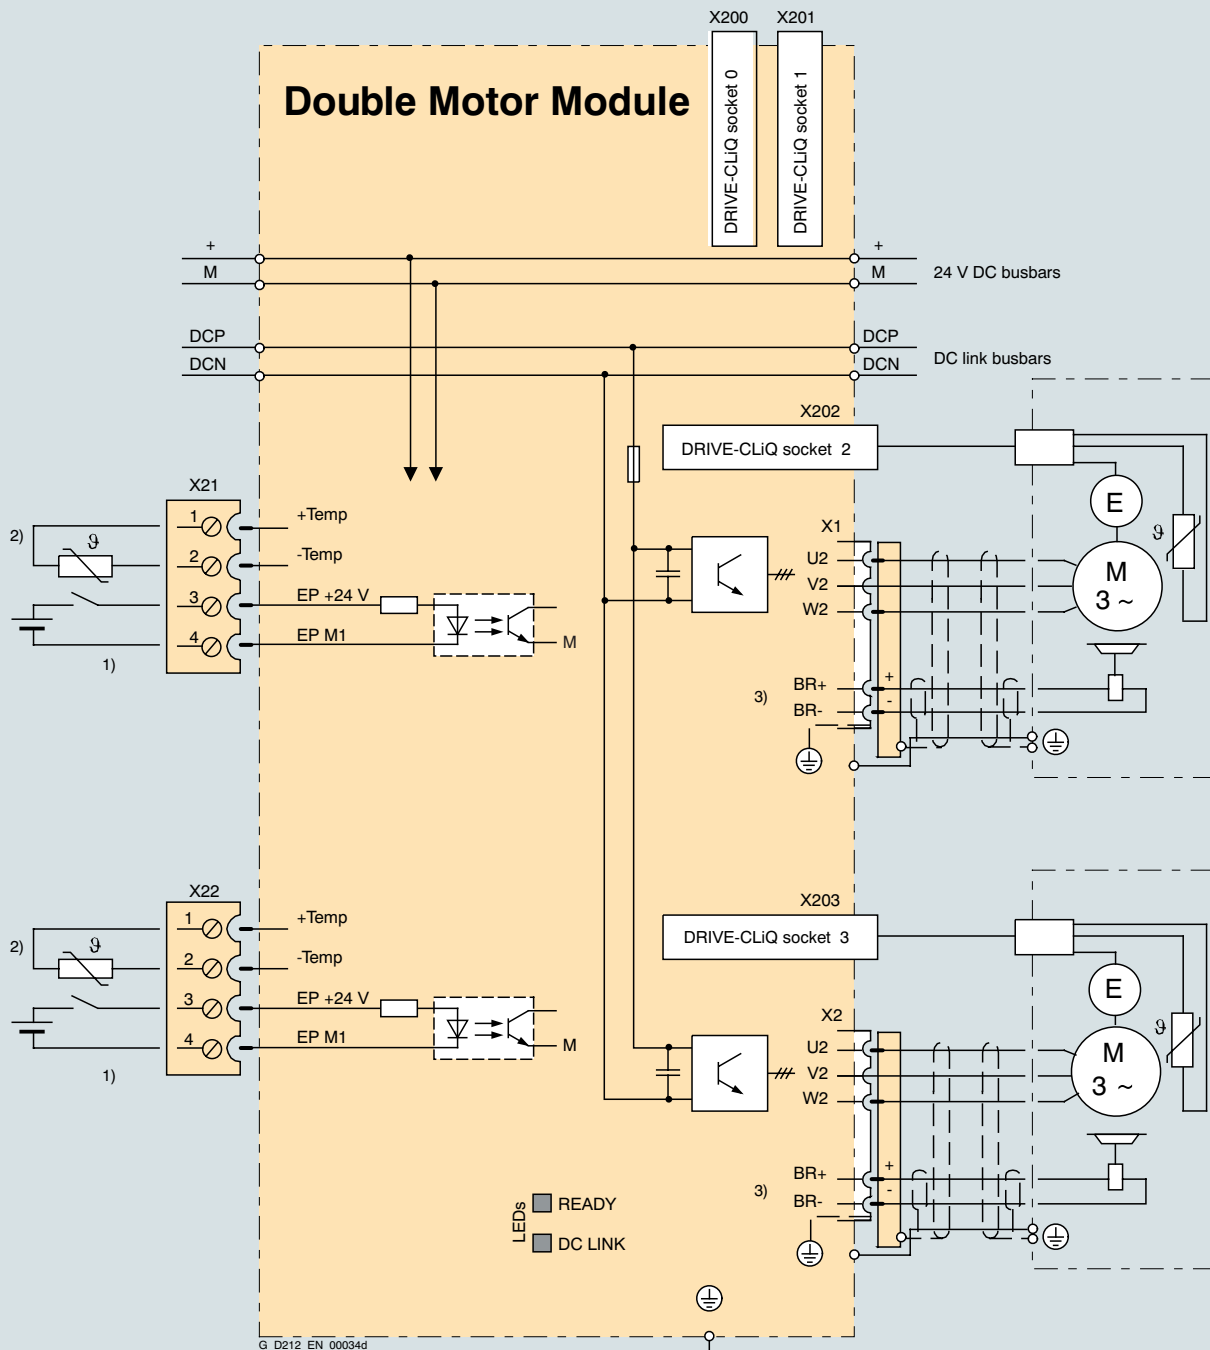 X200 X201
Double Motor Module
DRIVE-CLiQ socket 0
DRIVE-CLiQ socket 1
+ +
M M 24 V DC busbars
DCP DCP
DCN DCN DC link busbars
X202
DRIVE-CLiQ socket 2
X21
2) ϑ 1 +Temp
2 -Temp
3 EP +24 V
4 EP M1
M
1)
E
ϑ
X1
U2
V2
W2
M
3 ~
3) BR+ +
BR- -
X22
2) ϑ 1 +Temp
2 -Temp
3 EP +24 V
4 EP M1
M
1)
X203
DRIVE-CLiQ socket 3
E
ϑ
X2
U2
V2
W2
M
3 ~
3) BR+ +
BR- -
LEDs
READY
DC LINK
G_D212_EN_00034d